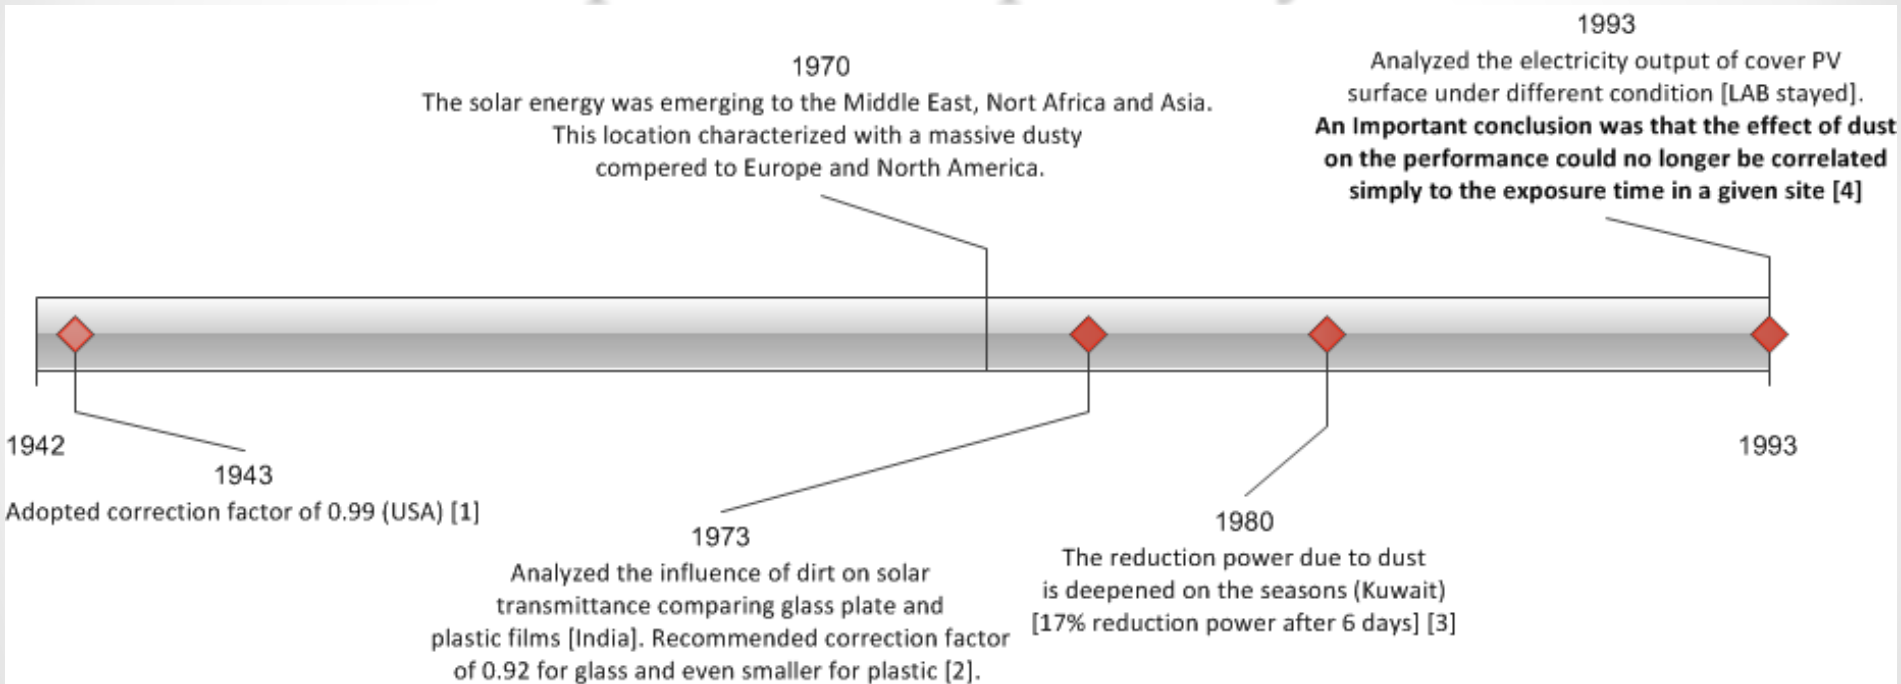 1993
Analyzed the electricity output of cover PV
surface under different condition [LAB stayed].
An Important conclusion was that the effect of dust
on the performance could no longer be correlated
simply to the exposure time in a given site [4]
1970
The solar energy was emerging to the Middle East, Nort Africa and Asia.
This location characterized with a massive dusty
compered to Europe and North America.
1942
1993
1943
Adopted correction factor of 0.99 (USA) [1]
1973
Analyzed the influence of dirt on solar
transmittance comparing glass plate and
plastic films [India]. Recommended correction factor
of 0.92 for glass and even smaller for plastic [2].
1980
The reduction power due to dust
is deepened on the seasons (Kuwait)
[17% reduction power after 6 days] [3]